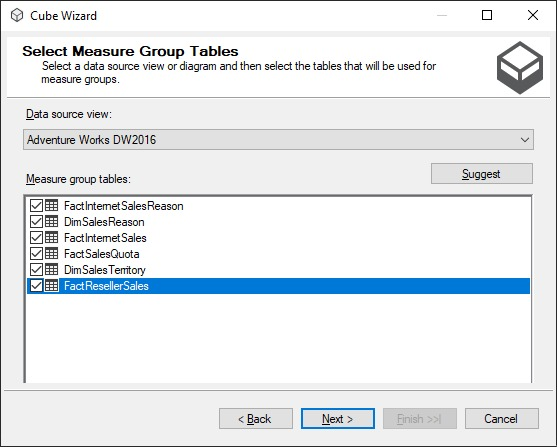 Cube Wizard
Select Measure Group Tables
Select a data source view or diagram and then select the tables that will be used for
measure groups.
Data source view:
Adventure Works DW2016
Measure group tables:
Suggest
FactInternetSalesReason
DimSalesReason
FactInternetSales
FactSalesQuota
DimSalesTerritory
FactResellerSales
< Back
Next >
Finish >>|
Cancel